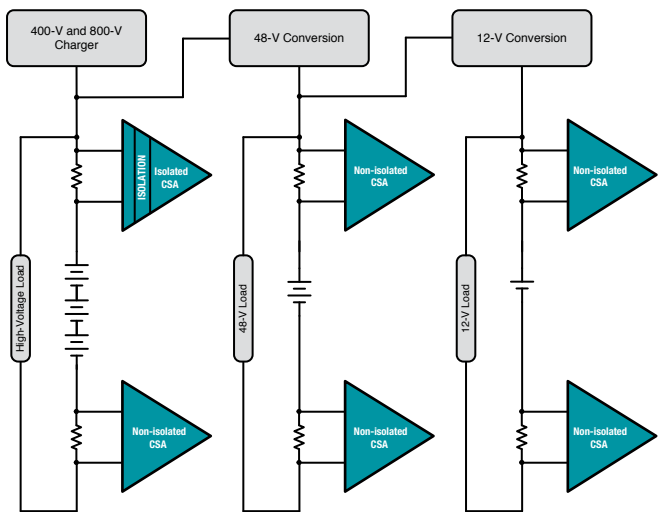 400-V and 800-V
Charger
48-V Conversion
12-V Conversion
ISOLATION
Isolated
CSA
Non-isolated
CSA
Non-isolated
CSA
High-Voltage Load
48-V Load
12-V Load
Non-isolated
CSA
Non-isolated
CSA
Non-isolated
CSA